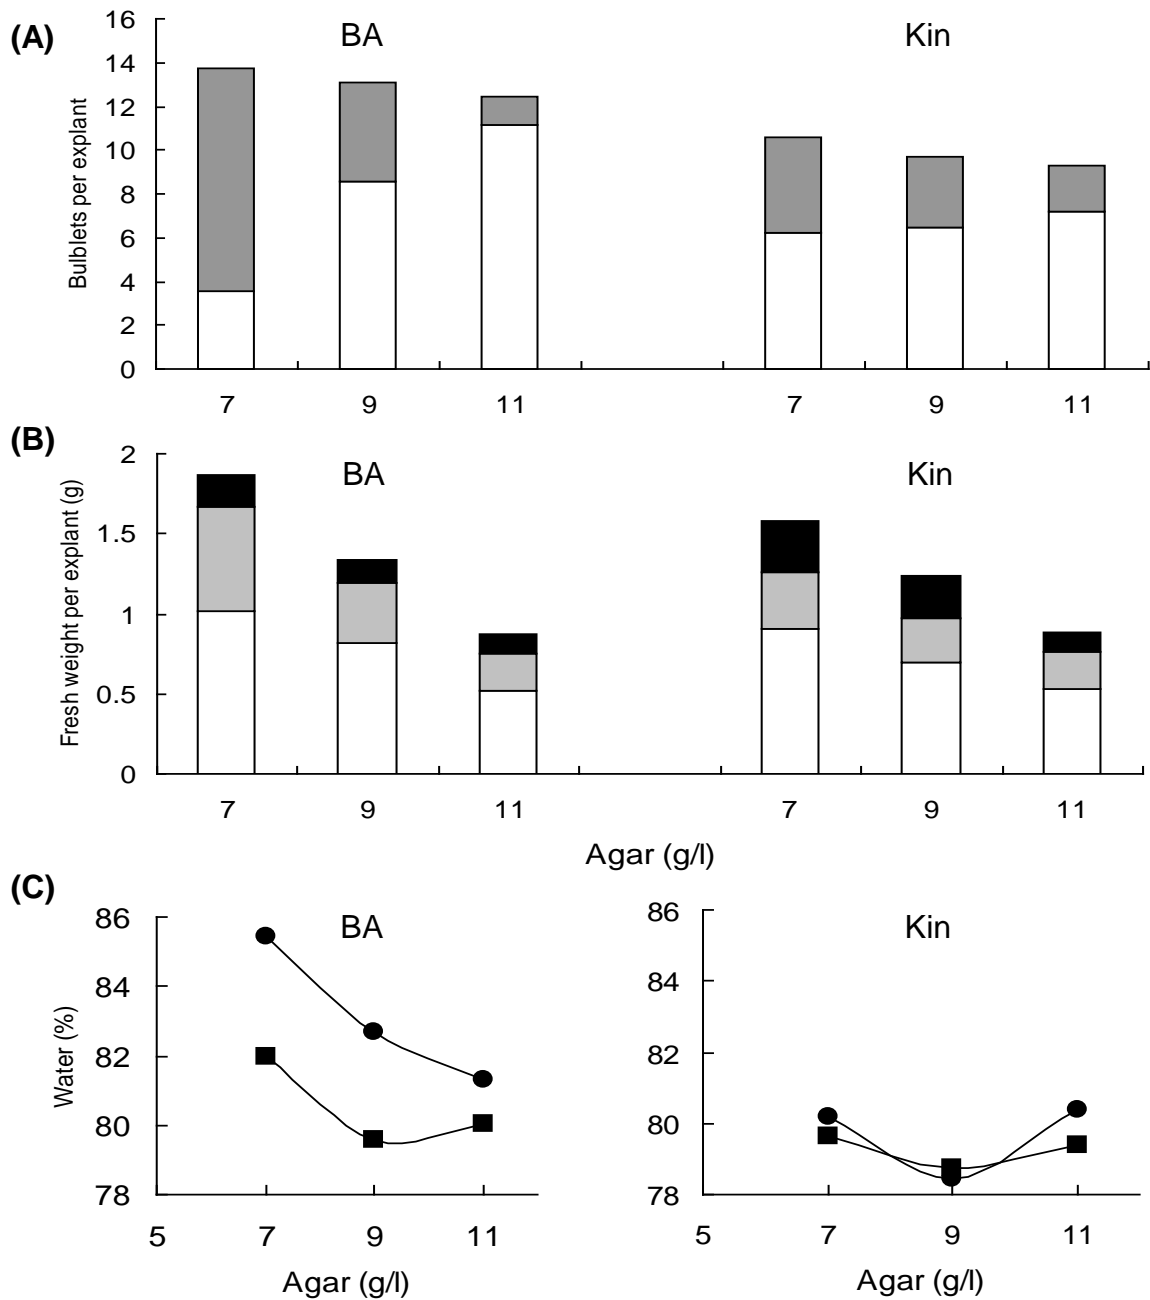 (A)
BA
Kin
Bulblets per explant
16
14
12
10
8
6
4
2
0
7
9
11
7
9
11
(B)
BA
Kin
Fresh weight per explant (g)
2
1.5
1
0.5
0
7
9
11
7
9
11
Agar (g/l)
(C)
BA
Water (%)
86
84
82
80
78
5
7
9
11
Agar (g/l)
Kin
86
84
82
80
78
5
7
9
11
Agar (g/l)